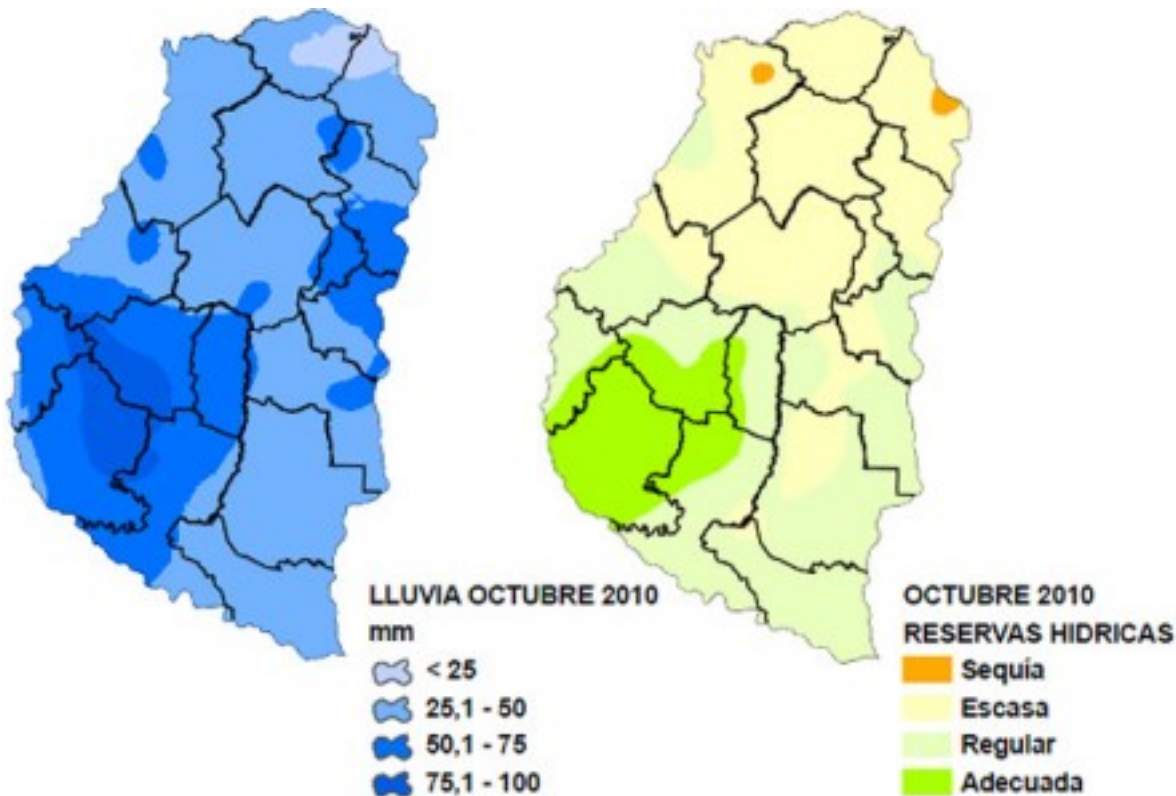 LLUVIA OCTUBRE 2010
mm
< 25
25,1 - 50
50,1 - 75
75,1 - 100
OCTUBRE 2010
RESERVAS HIDRICAS
Sequía
Escasa
Regular
Adecuada